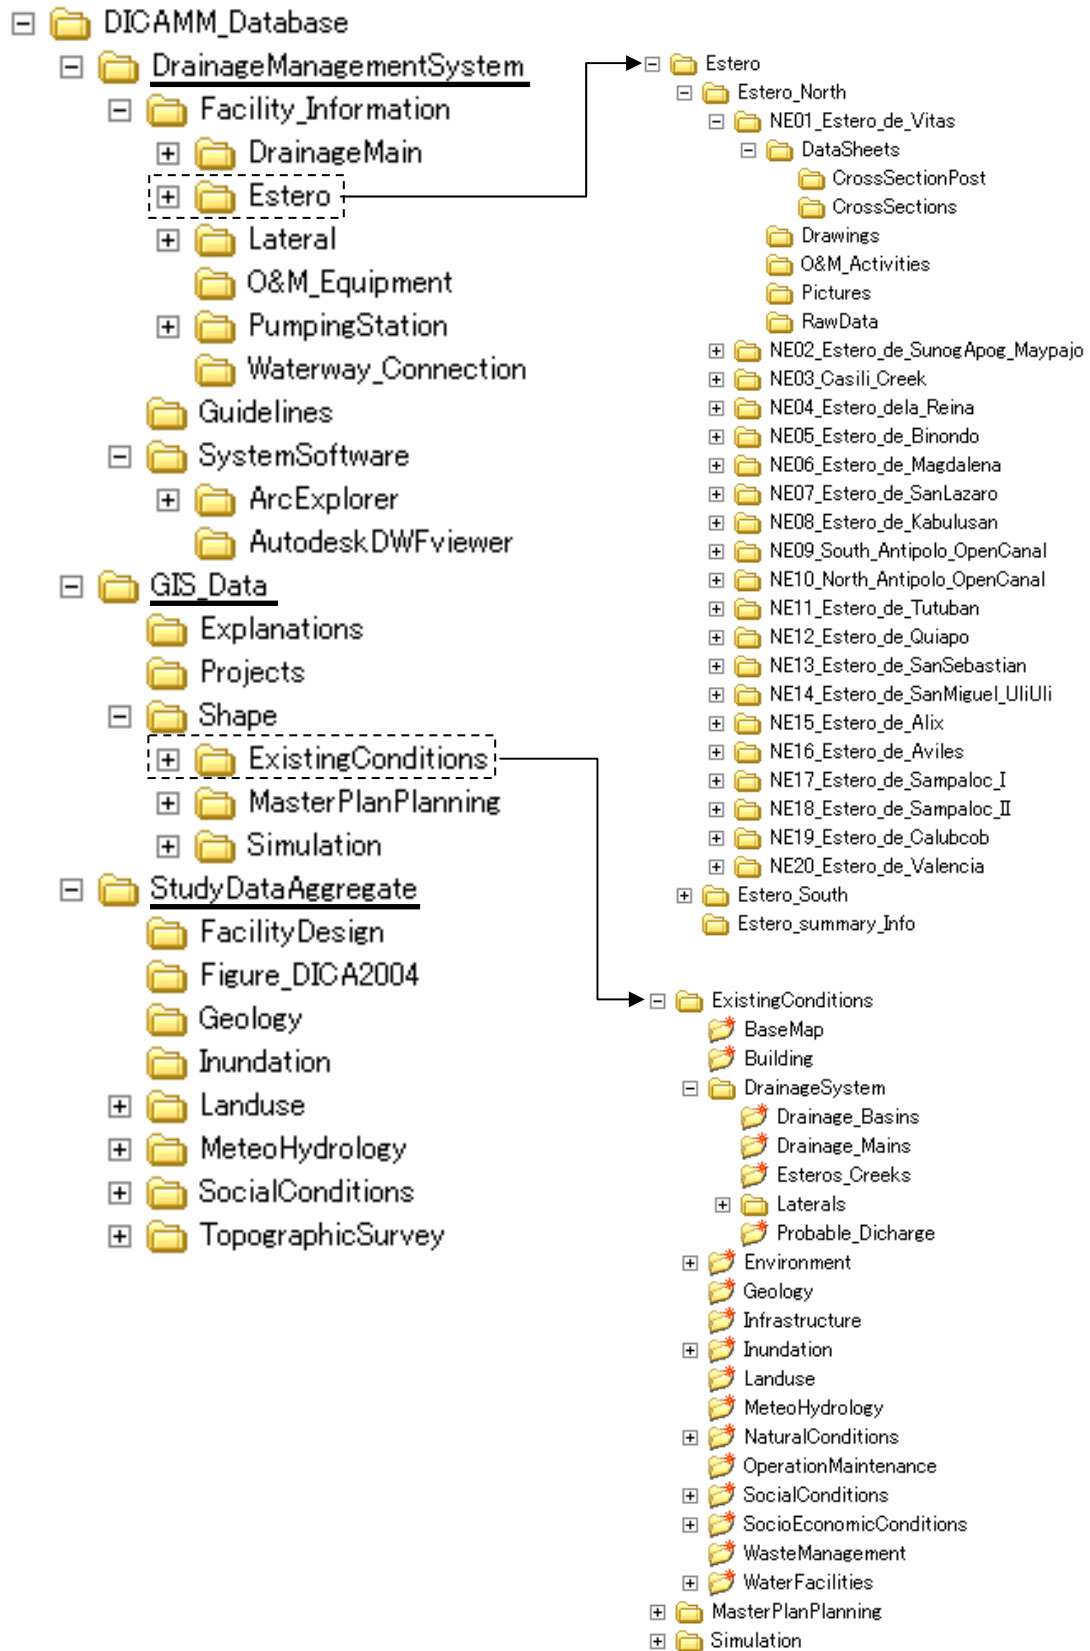 DICAMM_Database
DrainageManagementSystem
Facility_Information
DrainageMain
Estero
Lateral
O&M_Equipment
PumpingStation
Waterway_Connection
Guidelines
SystemSoftware
ArcExplorer
AutodeskDWFviewer
GIS_Data
Explanations
Projects
Shape
ExistingConditions
MasterPlanPlanning
Simulation
StudyDataAggregate
FacilityDesign
Figure_DICA2004
Geology
Inundation
Landuse
MeteoHydrology
SocialConditions
TopographicSurvey
Estero
Estero_North
NE01_Estero_de_Vitas
DataSheets
CrossSectionPost
CrossSections
Drawings
O&M_Activities
Pictures
RawData
NE02_Estero_de_SunogApog_Maypajo
NE03_Casili_Creek
NE04_Estero_dela_Reina
NE05_Estero_de_Binondo
NE06_Estero_de_Magdalena
NE07_Estero_de_SanLazaro
NE08_Estero_de_Kabulusan
NE09_South_Antipolo_OpenCanal
NE10_North_Antipolo_OpenCanal
NE11_Estero_de_Tutuban
NE12_Estero_de_Quiapo
NE13_Estero_de_SanSebastian
NE14_Estero_de_SanMiguel_UliUli
NE15_Estero_de_Alix
NE16_Estero_de_Aviles
NE17_Estero_de_Sampaloc_I
NE18_Estero_de_Sampaloc_II
NE19_Estero_de_Calubcob
NE20_Estero_de_Valencia
Estero_South
Estero_summary_Info
ExistingConditions
BaseMap
Building
DrainageSystem
Drainage_Basins
Drainage_Mains
Esteros_Creeks
Laterals
Probable_Dicharge
Environment
Geology
Infrastructure
Inundation
Landuse
MeteoHydrology
NaturalConditions
OperationMaintenance
SocialConditions
SocioEconomicConditions
WasteManagement
WaterFacilities
MasterPlanPlanning
Simulation